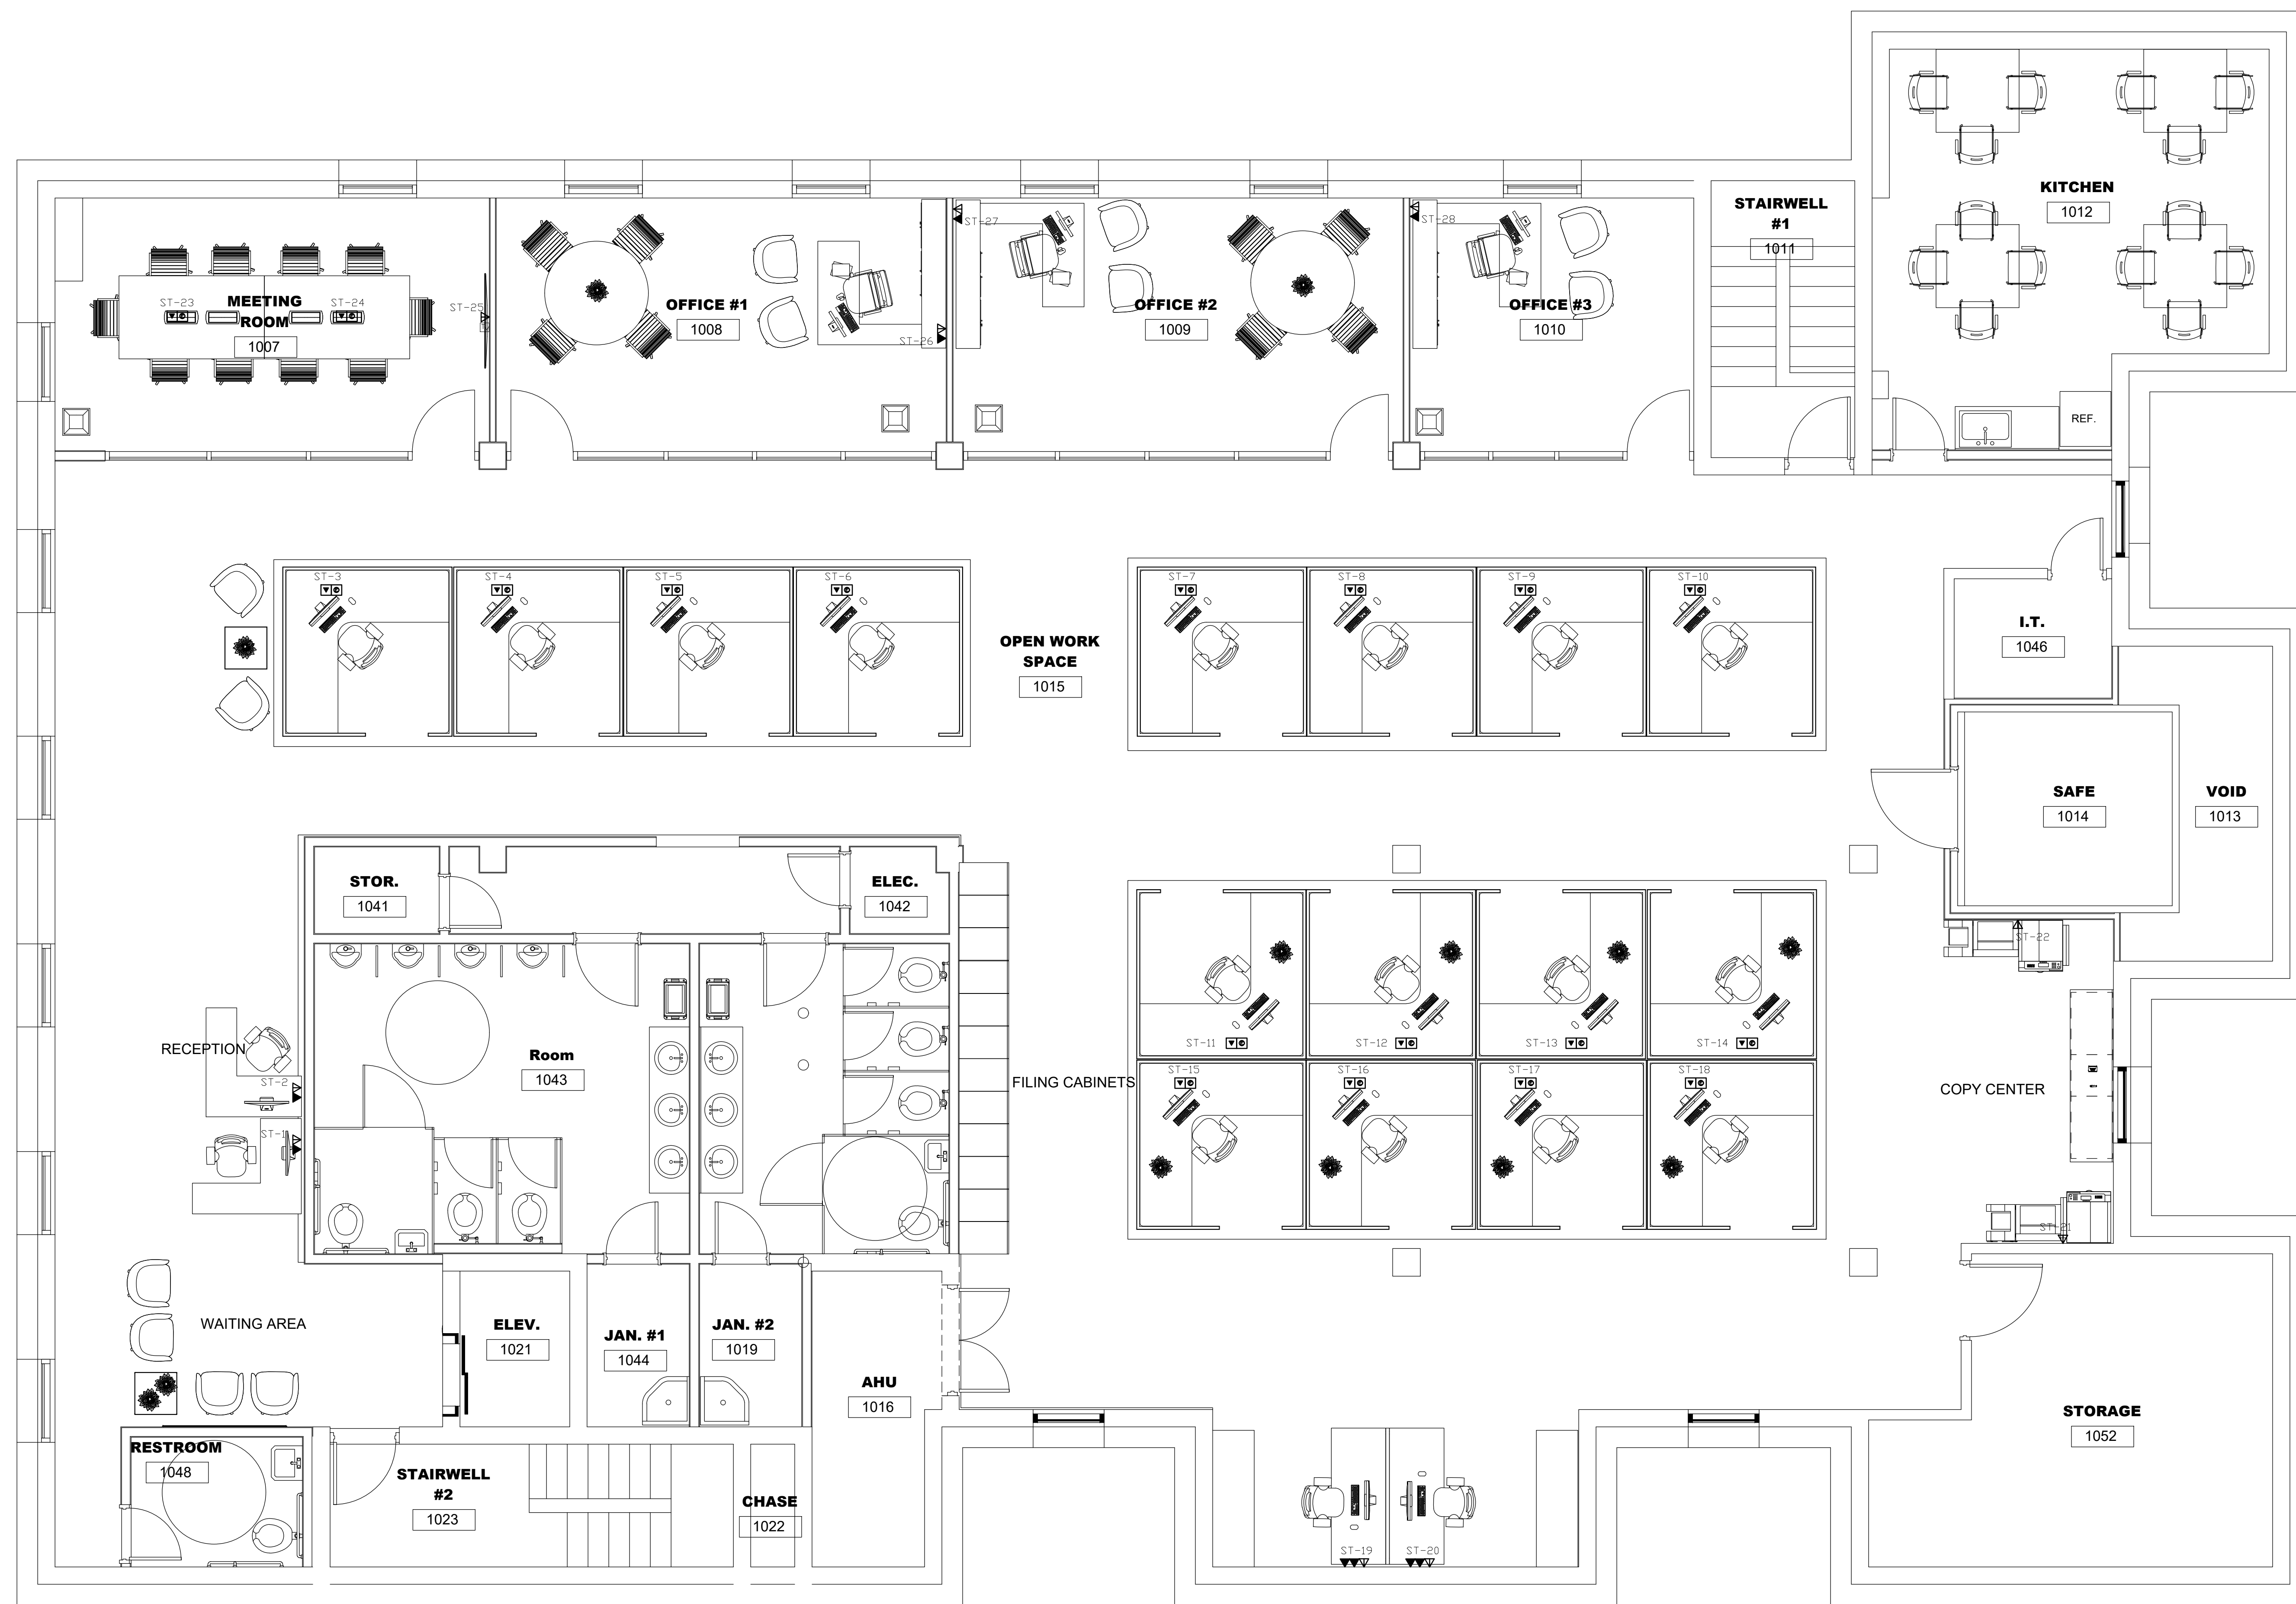 KITCHEN
1012
STAIRWELL
#1
1011
ST-27
ST-28
ST-23
MEETING
ROOM
1007
ST-24
ST-25
OFFICE #1
1008
ST-26
OFFICE #2
1009
OFFICE #3
1010
REF.
ST-3
ST-4
ST-5
ST-6
ST-7
ST-8
ST-9
ST-10
OPEN WORK
SPACE
1015
I.T.
1046
SAFE
1014
VOID
1013
STOR.
1041
ELEC.
1042
ST-22
RECEPTION
Room
1043
ST-2
ST-1
FILING CABINETS
ST-11
ST-12
ST-13
ST-14
ST-15
ST-16
ST-17
ST-18
COPY CENTER
ST-21
WAITING AREA
ELEV.
1021
JAN. #1
1044
JAN. #2
1019
AHU
1016
STORAGE
1052
RESTROOM
1048
STAIRWELL
#2
1023
CHASE
1022
ST-19
ST-20